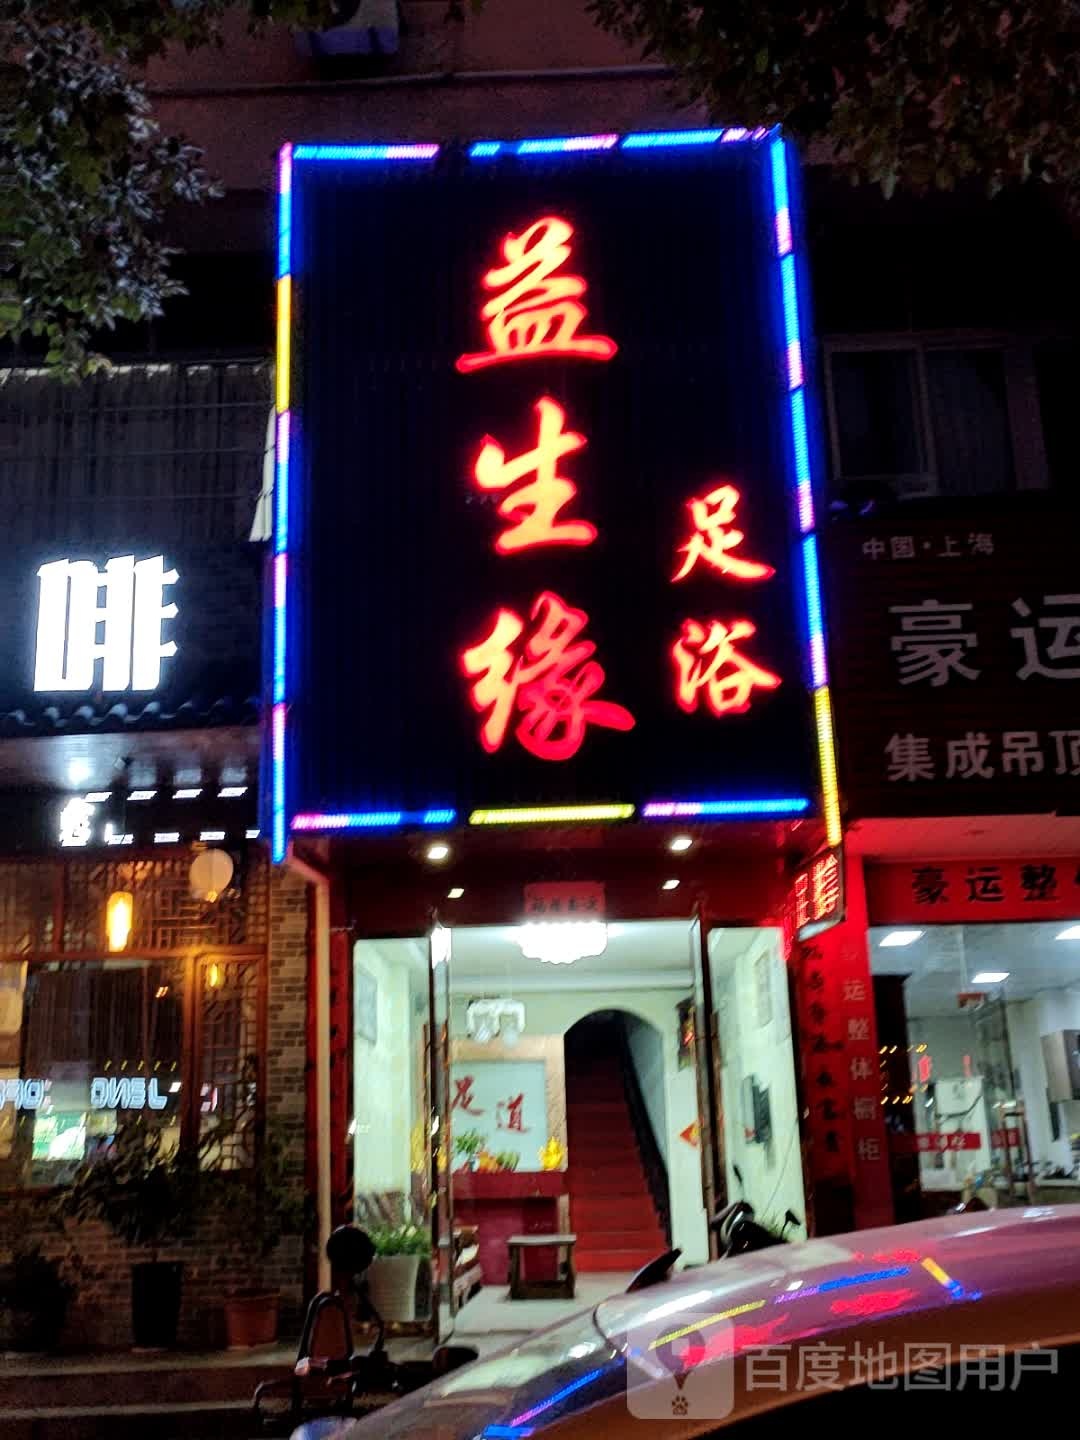 益生缘
足浴
啡
中国·上海
豪运
集成吊顶
豪运整
足道
运整体橱柜
百度地图用户